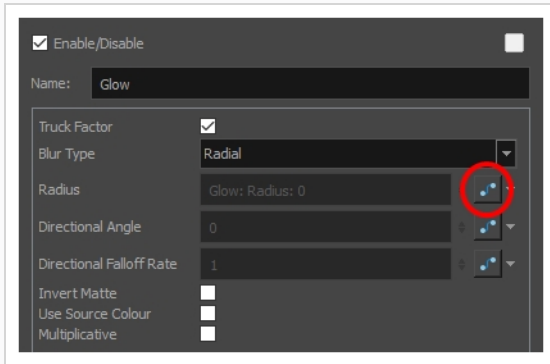 Enable/Disable
Name: Glow
Truck Factor
Blur Type Radial
Radius Glow: Radius: 0
Directional Angle 0
Directional Falloff Rate 1
Invert Matte
Use Source Colour
Multiplicative